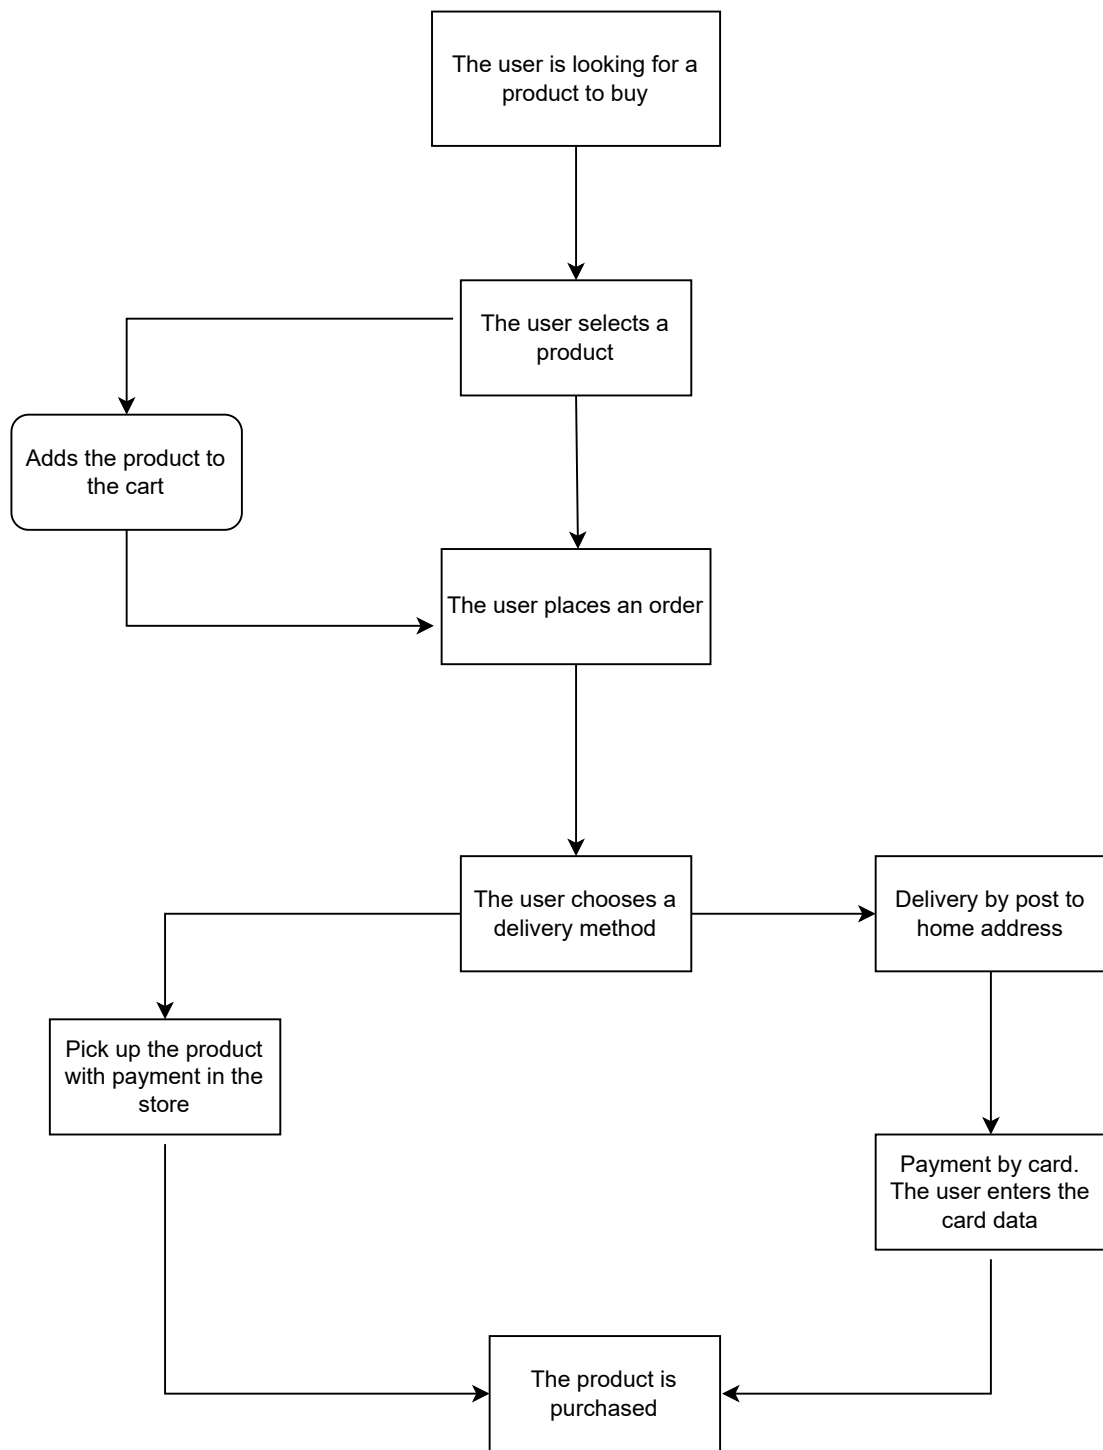 The user is looking for a
product to buy
The user selects a
product
Adds the product to
the cart
The user places an order
The user chooses a
delivery method
Delivery by post to
home address
Pick up the product
with payment in the
store
Payment by card.
The user enters the
card data
The product is
purchased